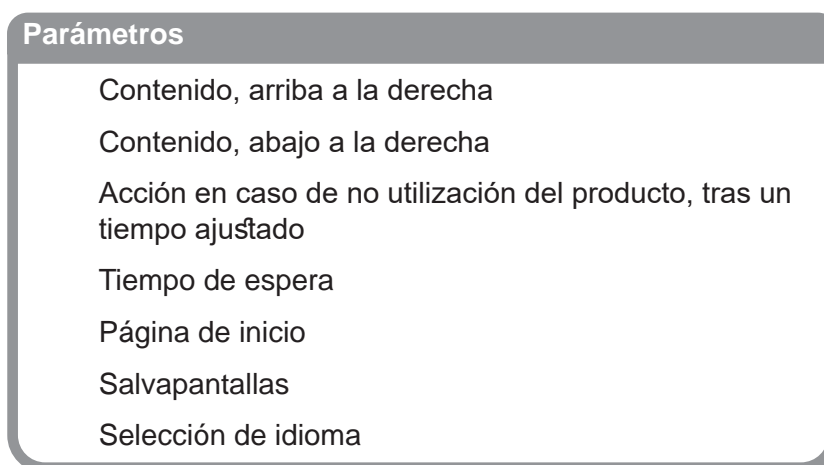 Parámetros
Contenido, arriba a la derecha
Contenido, abajo a la derecha
Acción en caso de no utilización del producto, tras un
tiempo ajustado
Tiempo de espera
Página de inicio
Salvapantallas
Selección de idioma